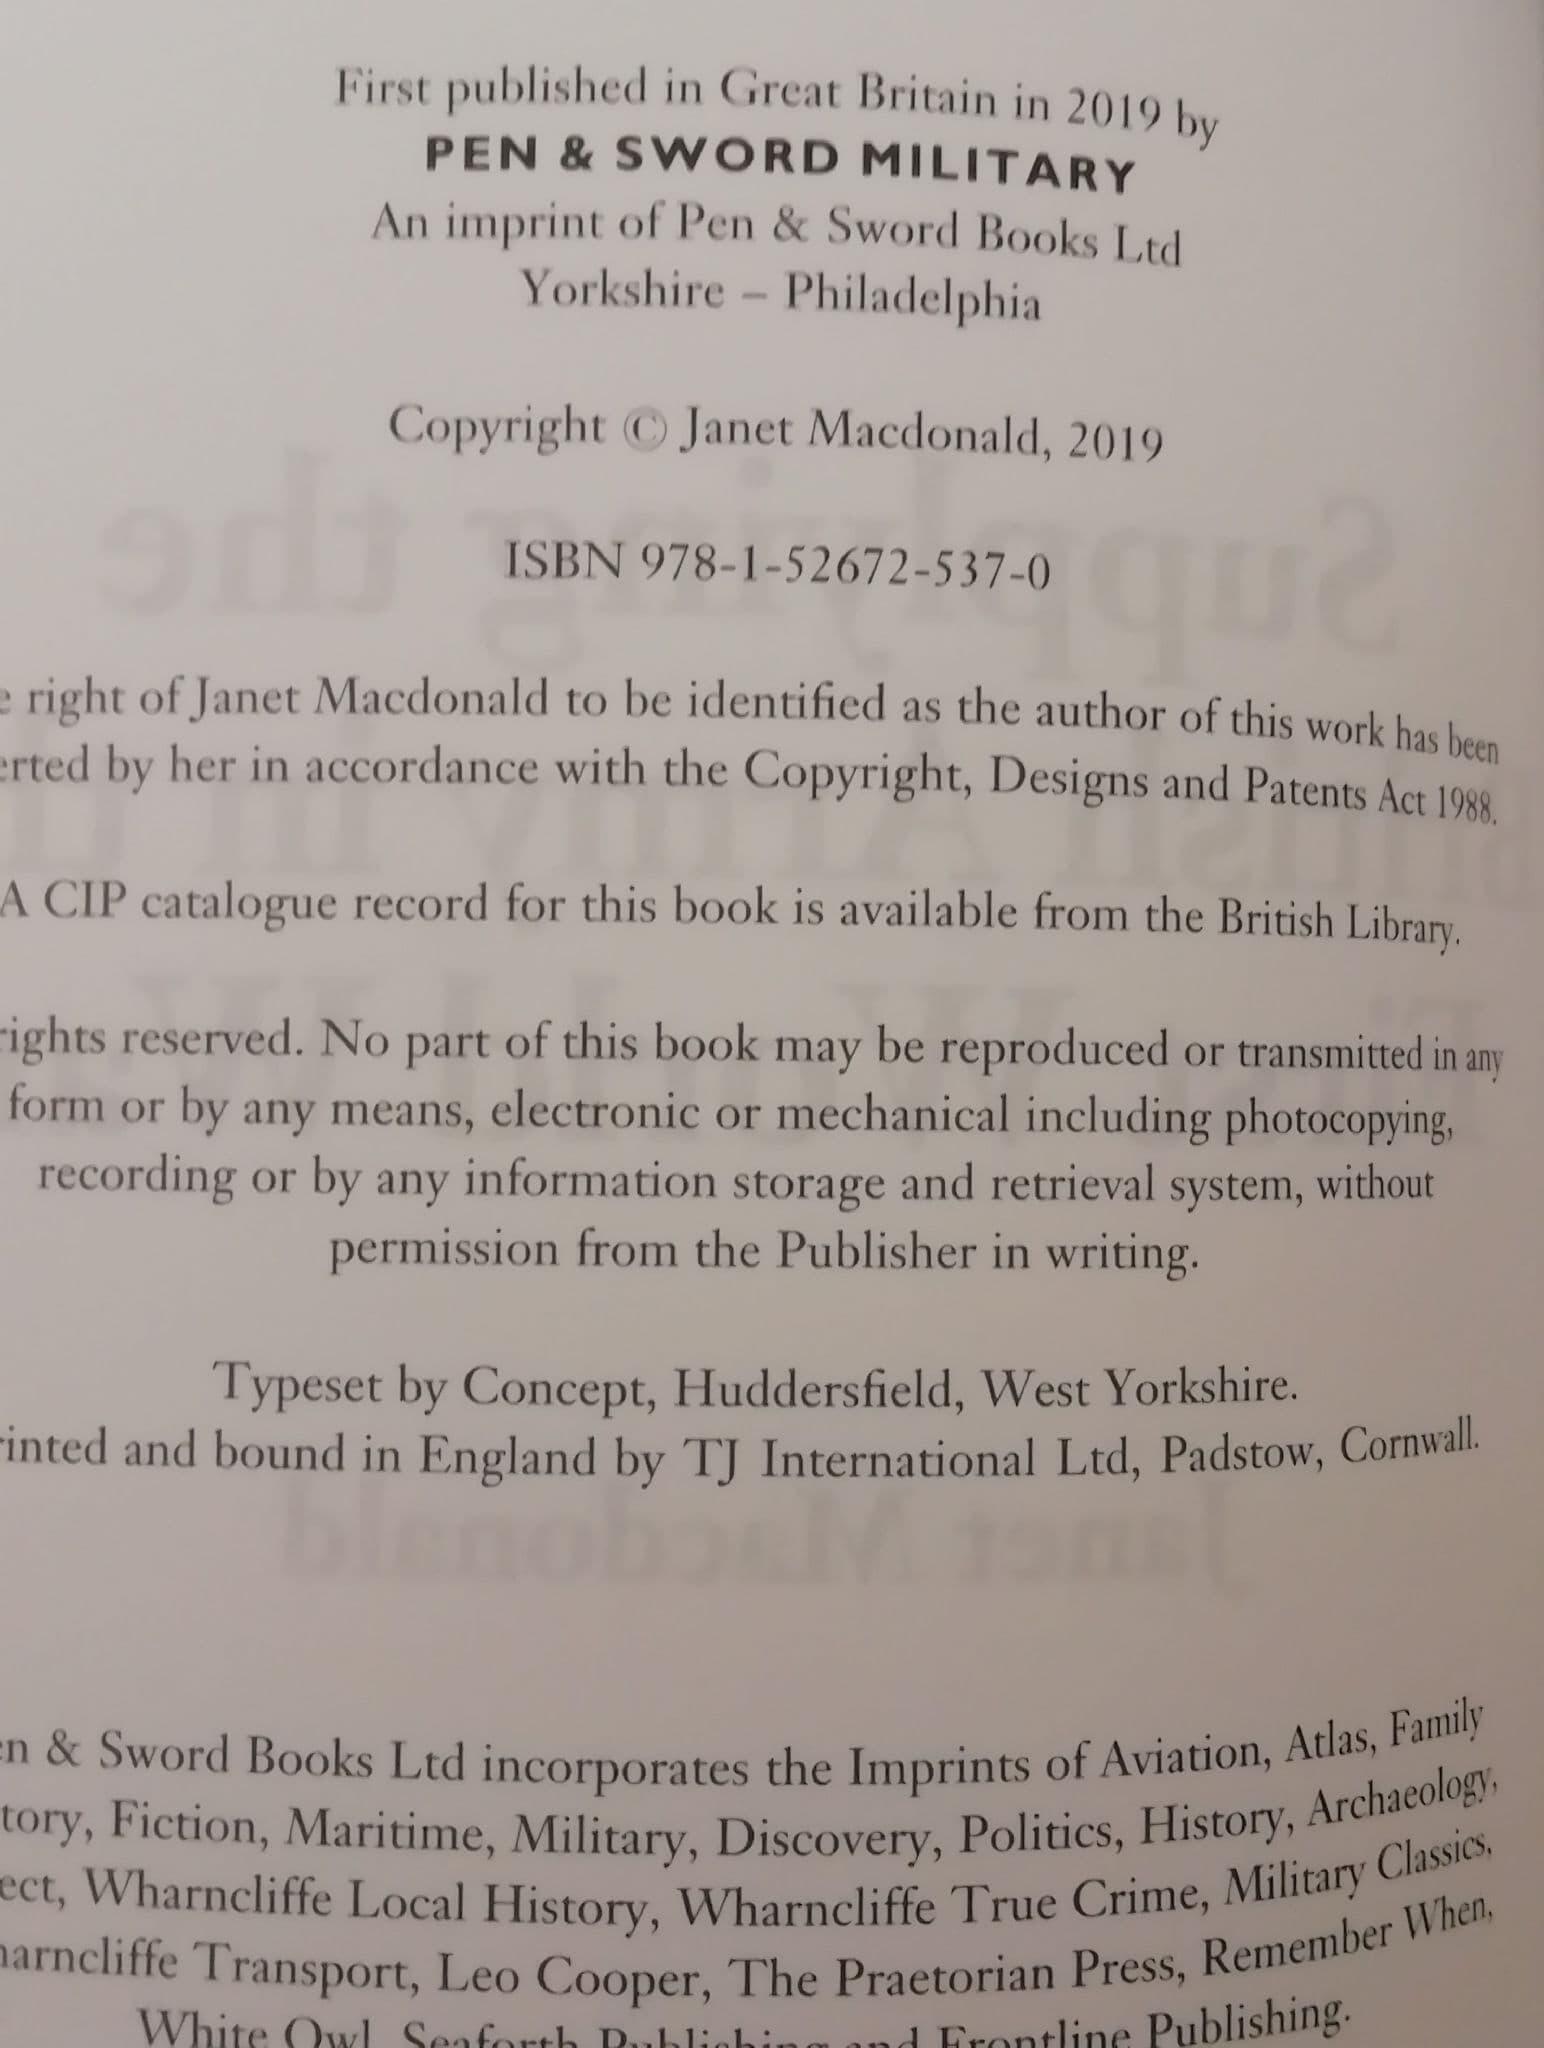 First published in Great Britain in 2019 by
PEN & SWORD MILITARY
An imprint of Pen & Sword Books Ltd
Yorkshire – Philadelphia
Copyright © Janet Macdonald, 2019
ISBN 978-1-52672-537-0
right of Janet Macdonald to be identified as the author of this work has been
by her in accordance with the Copyright, Designs and Patents Act 1988.
A CIP catalogue record for this book is available from the British Library.
rights reserved. No part of this book may be reproduced or transmitted in any
form or by any means, electronic or mechanical including photocopying,
recording or by any information storage and retrieval system, without
permission from the Publisher in writing.
Typeset by Concept, Huddersfield, West Yorkshire.
and bound in England by TJ International Ltd, Padstow, Cornwall.
& Sword Books Ltd incorporates the Imprints of Aviation, Atlas, Family
Fiction, Maritime, Military, Discovery, Politics, History, Archaeology,
Wharncliffe Local History, Wharncliffe True Crime, Military Classics,
Transport, Leo Cooper, The Praetorian Press, Remember When,
White Owl, Seaforth Publishing and Frontline Publishing.